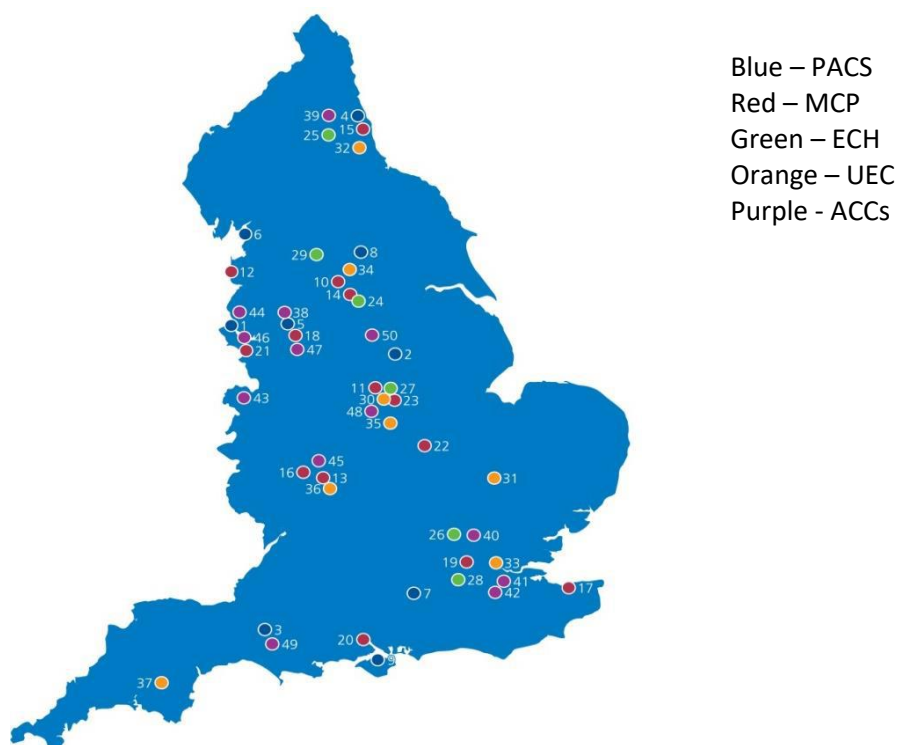 Blue – PACS
Red – MCP
Green – ECH
Orange – UEC
Purple - ACCs
39 4
15
25
32
6
8
29
34
12
10
14 24
44 38
1 5
46 18 50
21 47 2
11 27
43 30 23
48
35
22
45
16 13 31
36
26 40
19 33
28 41
7 42 17
3
20
49
9
37